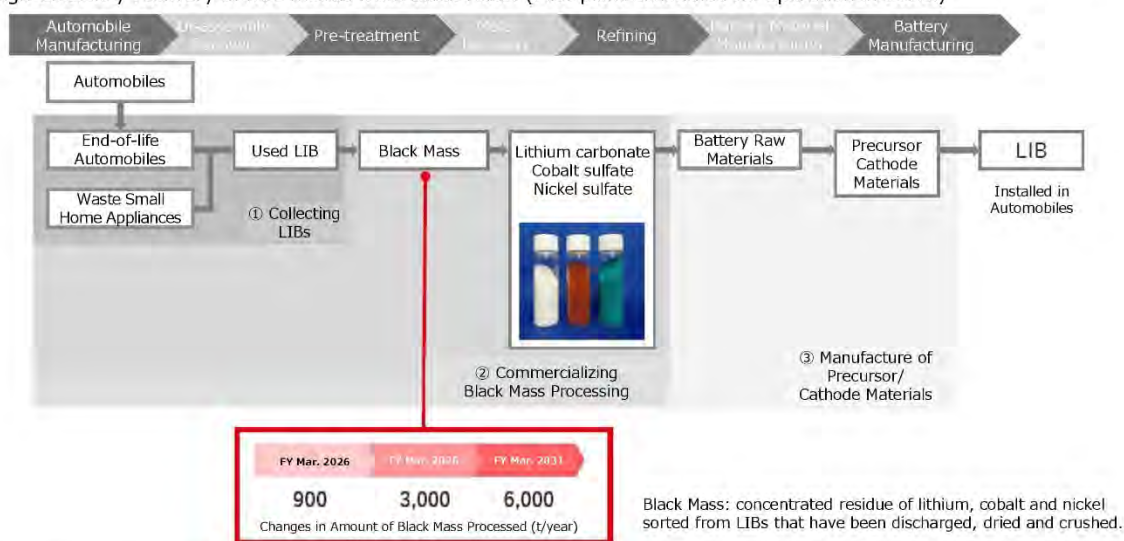 Automobile
Manufacturing
Pre-treatment
Refining
Battery
Manufacturing
Automobiles
End-of-life
Automobiles
Waste Small
Home Appliances
Used LIB
① Collecting
LIBs
Black Mass
Lithium carbonate
Cobalt sulfate
Nickel sulfate
② Commercializing
Black Mass Processing
Battery Raw
Materials
Precursor
Cathode
Materials
③ Manufacture of
Precursor/
Cathode Materials
LIB
Installed in
Automobiles
FY Mar. 2026
FY Mar. 2031
900
3,000
6,000
Changes in Amount of Black Mass Processed (t/year)
Black Mass: concentrated residue of lithium, cobalt and nickel
sorted from LIBs that have been discharged, dried and crushed.